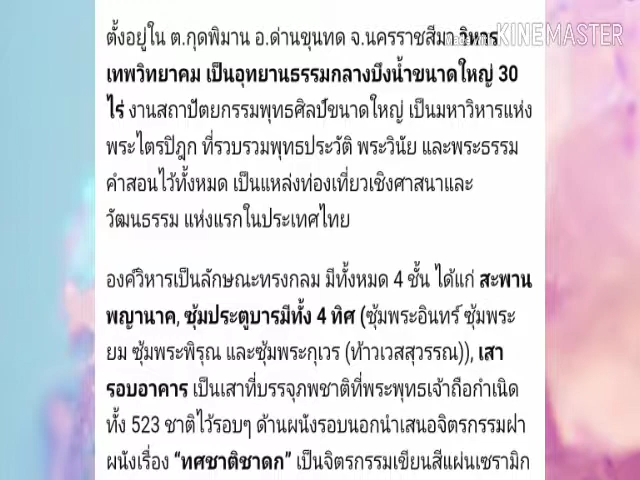 ตั้งอยู่ใน ต.กุดพิมาน อ.ด่านขุนทด จ.นครราชสีมา วิหาร
KINEMASTER
เทพวิทยาคม เป็นอุทยานธรรมกลางบึงน้ำขนาดใหญ่ 30
ไร่ งานสถาปัตยกรรมพุทธศิลป์ขนาดใหญ่ เป็นมหาวิหารแห่ง
พระไตรปิฎก ที่รวบรวมพุทธประวัติ พระวินัย และพระธรรม
คำสอนไว้ทั้งหมด เป็นแหล่งท่องเที่ยวเชิงศาสนาและ
วัฒนธรรม แห่งแรกในประเทศไทย
องค์วิหารเป็นลักษณะทรงกลม มีทั้งหมด 4 ชั้น ได้แก่ สะพาน
พญานาค, ซุ้มประตูบารมีทั้ง 4 ทิศ (ซุ้มพระอินทร์ ซุ้มพระ
ยม ซุ้มพระพิรุณ และซุ้มพระกุเวร (ท้าวเวสสุวรรณ)), เสา
รอบอาคาร เป็นเสาที่บรรจุภพชาติที่พระพุทธเจ้าถือกำเนิด
ทั้ง 523 ชาติไว้รอบๆ ด้านผนังรอบนอกนำเสนอจิตรกรรมฝา
ผนังเรื่อง “ทศชาติชาดก” เป็นจิตรกรรมเขียนสีแผ่นเซรามิก